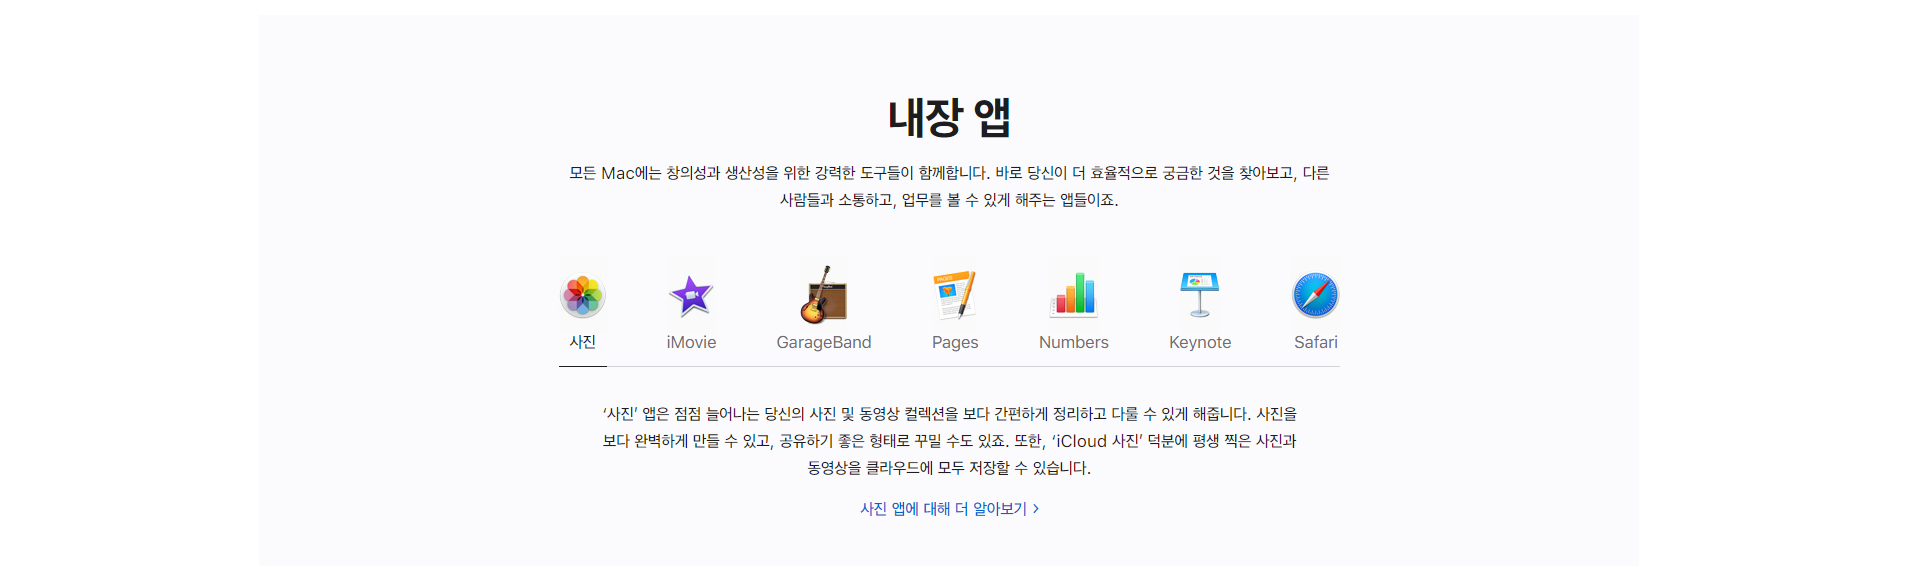 내장 앱
모든 Mac에는 창의성과 생산성을 위한 강력한 도구들이 함께합니다. 바로 당신이 더 효율적으로 궁금한 것을 찾아보고, 다른
사람들과 소통하고, 업무를 볼 수 있게 해주는 앱들이죠.
사진 iMovie GarageBand Pages Numbers Keynote Safari
‘사진’ 앱은 점점 늘어나는 당신의 사진 및 동영상 컬렉션을 보다 간편하게 정리하고 다룰 수 있게 해줍니다. 사진을
보다 완벽하게 만들 수 있고, 공유하기 좋은 형태로 꾸밀 수도 있죠. 또한, ‘iCloud 사진’ 덕분에 평생 찍은 사진과
동영상을 클라우드에 모두 저장할 수 있습니다.
사진 앱에 대해 더 알아보기 >